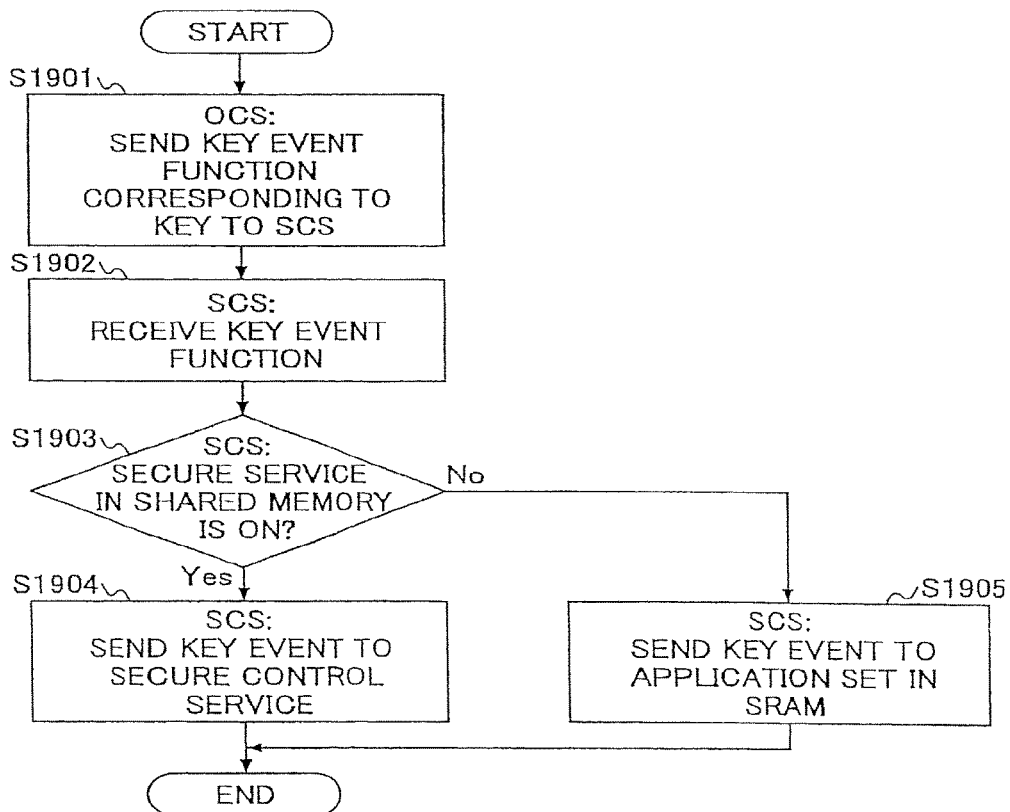 START
S1901
OCS:
SEND KEY EVENT
FUNCTION
CORRESPONDING TO
KEY TO SCS
S1902
SCS:
RECEIVE KEY EVENT
FUNCTION
S1903
SCS:
SECURE SERVICE
IN SHARED MEMORY
IS ON?
No
Yes
S1904
SCS:
SEND KEY EVENT TO
SECURE CONTROL
SERVICE
S1905
SCS:
SEND KEY EVENT TO
APPLICATION SET IN
SRAM
END